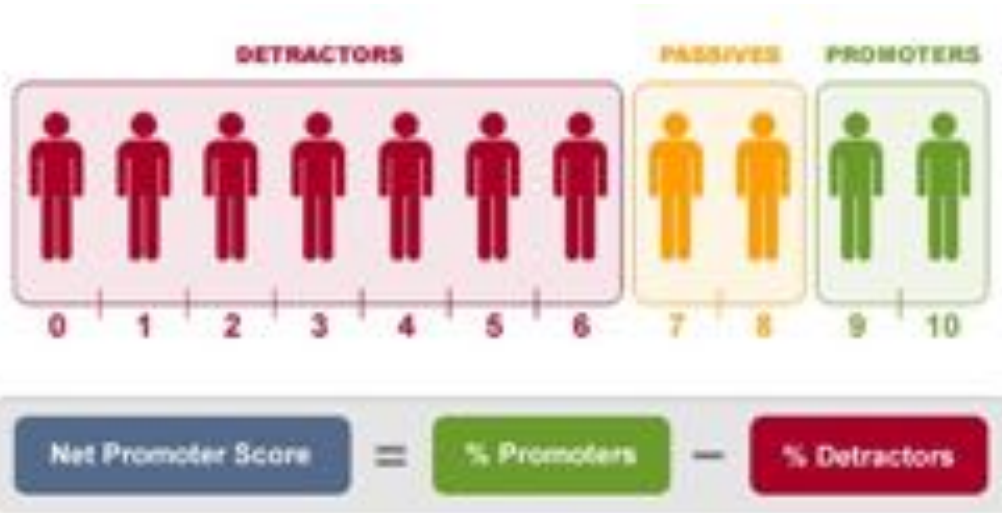 DETRACTORS PASSIVES PROMOTERS
0 1 2 3 4 5 6 7 8 9 10
Net Promoter Score = % Promoters − % Detractors